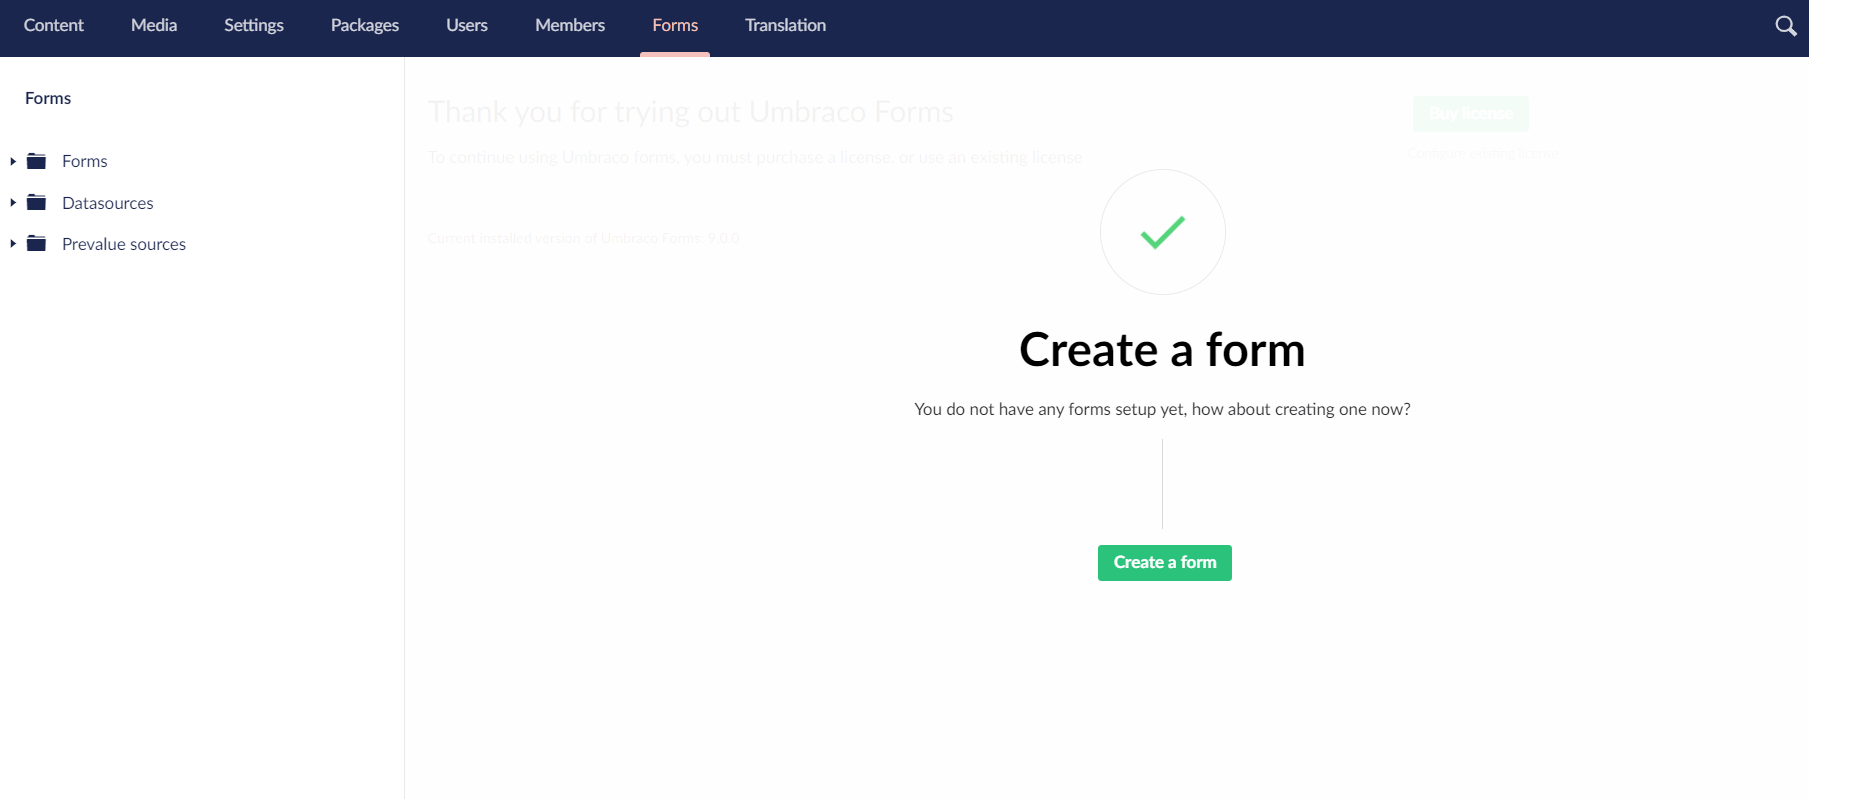 Content Media Settings Packages Users Members Forms Translation
Forms
Forms
Datasources
Prevalue sources
Thank you for trying out Umbraco Forms
Buy license
To continue using Umbraco forms, you must purchase a license, or use an existing license
Configure existing license
Current installed version of Umbraco Forms: 9.0.0
Create a form
You do not have any forms setup yet, how about creating one now?
Create a form